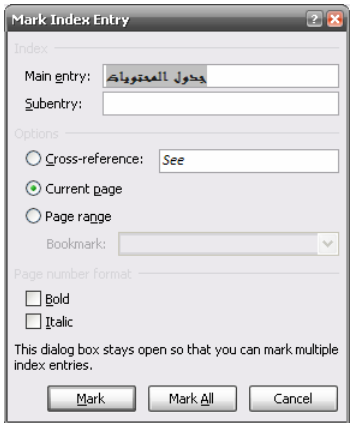 Mark Index Entry
Index
Main entry: جدول المحتويات
Subentry:
Options
Cross-reference: See
Current page
Page range
Bookmark:
Page number format
Bold
Italic
This dialog box stays open so that you can mark multiple
index entries.
Mark Mark All Cancel